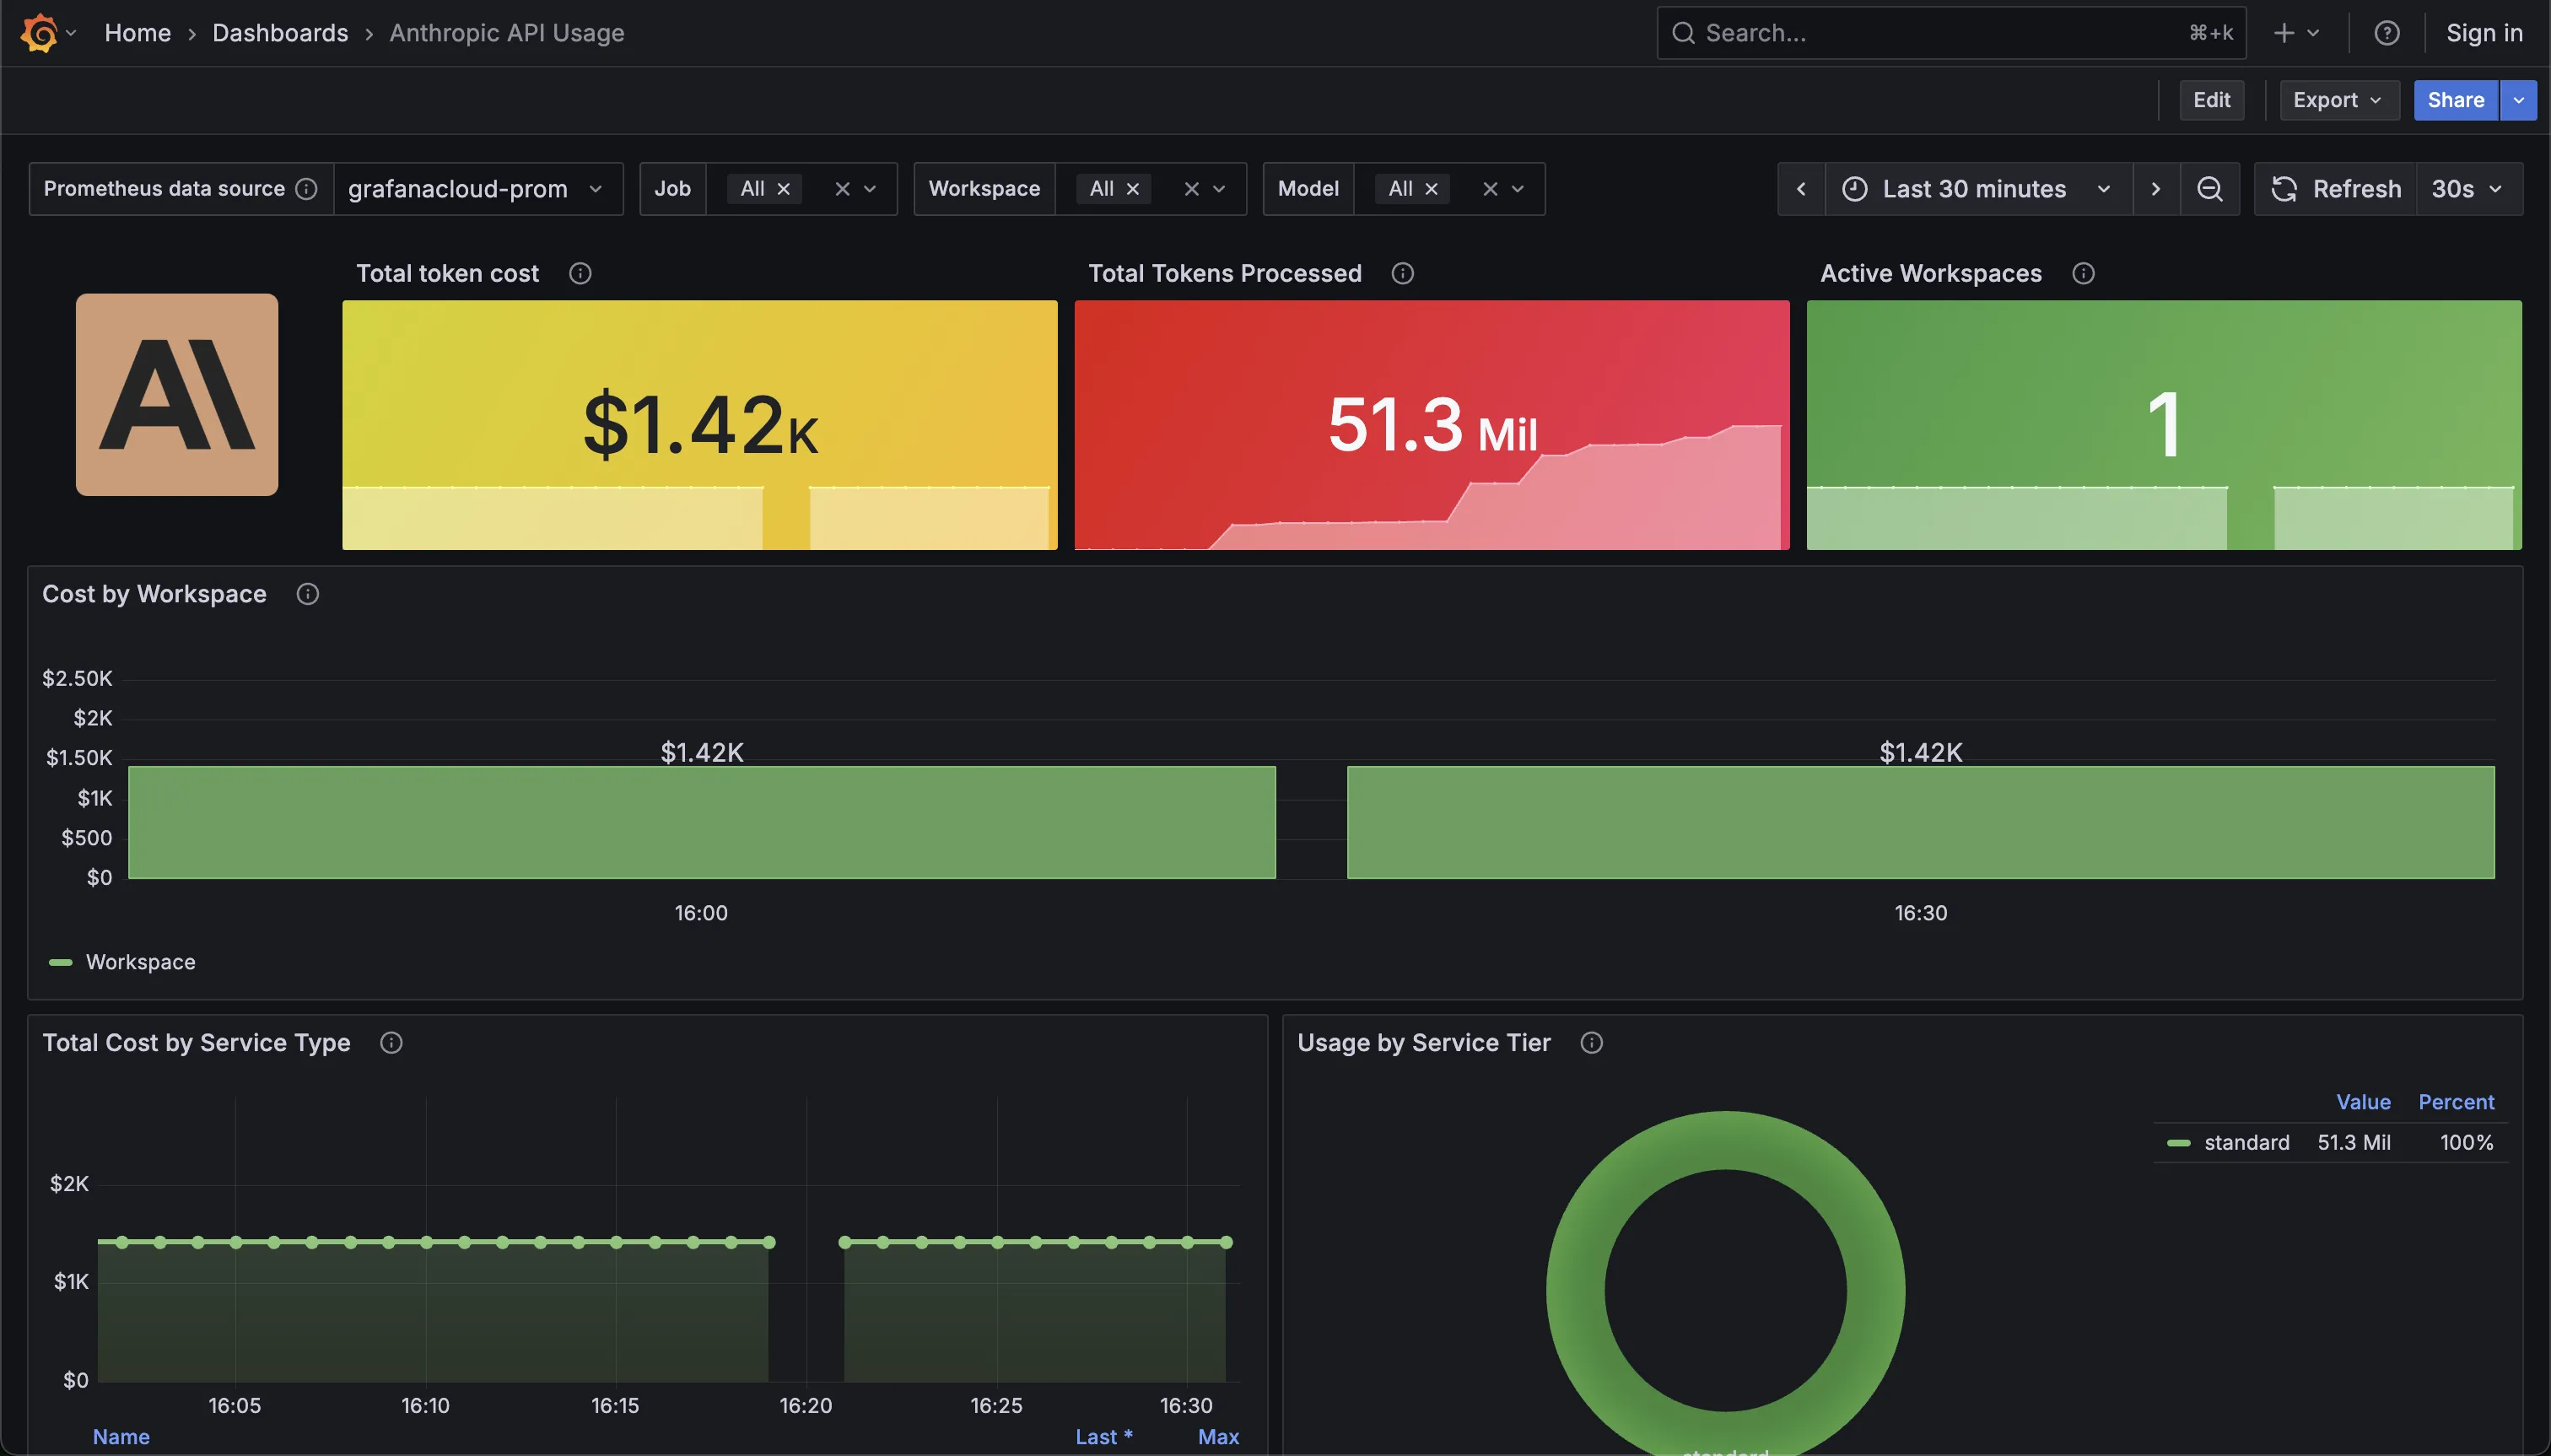 Home › Dashboards › Anthropic API Usage
Search... ⌘+k
Sign in
Edit Export Share
Prometheus data source grafanacloud-prom Job All Workspace All Model All Last 30 minutes Refresh 30s
Total token cost
Total Tokens Processed
Active Workspaces
A\
$1.42K
51.3 Mil
1
Cost by Workspace
$2.50K
$2K
$1.50K
$1K
$500
$0
$1.42K $1.42K
16:00 16:30
Workspace
Total Cost by Service Type
$2K
$1K
$0
16:05 16:10 16:15 16:20 16:25 16:30
Name Last * Max
Usage by Service Tier
Value Percent
standard 51.3 Mil 100%
standard